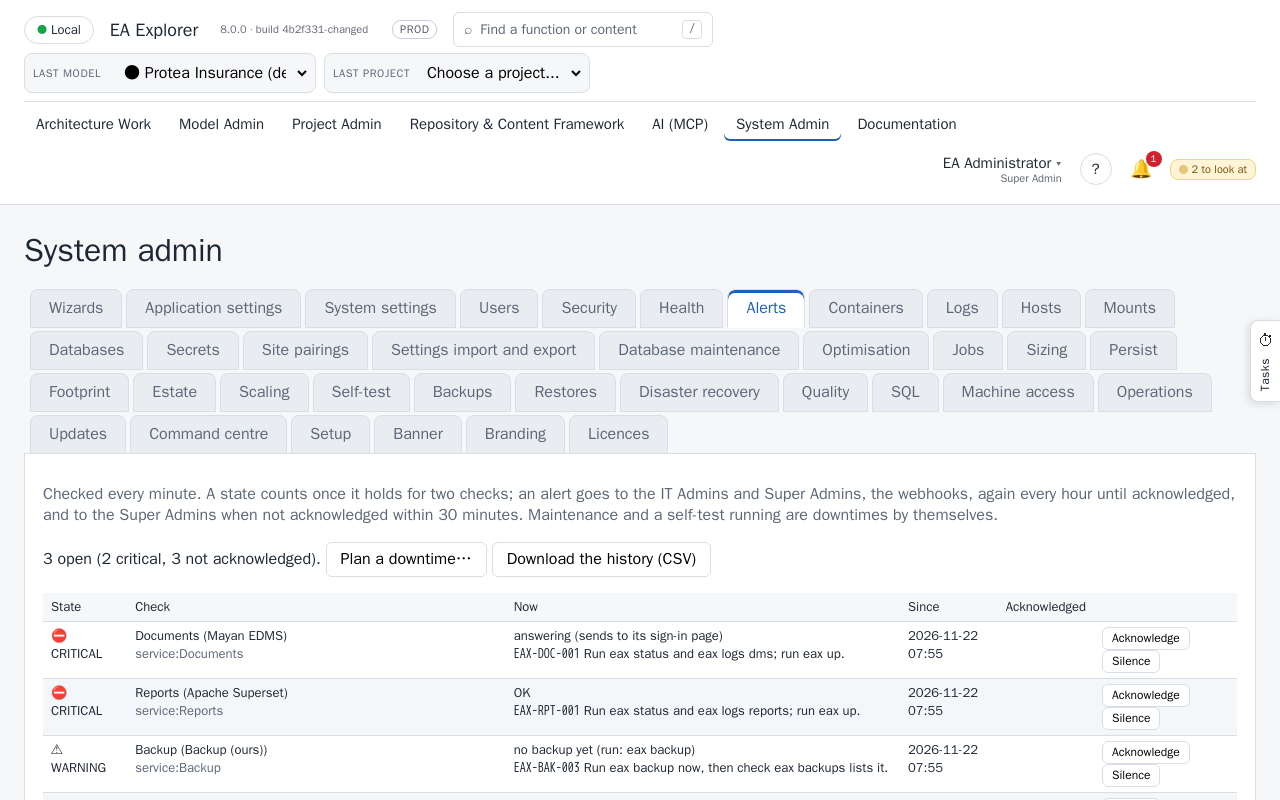 Local
EA Explorer
8.0.0 · build 4b2f331-changed
PROD
Find a function or content
/
LAST MODEL
Protea Insurance (de
LAST PROJECT
Choose a project...
Architecture Work
Model Admin
Project Admin
Repository & Content Framework
AI (MCP)
System Admin
Documentation
EA Administrator
Super Admin
?
1
2 to look at
System admin
Wizards
Application settings
System settings
Users
Security
Health
Alerts
Containers
Logs
Hosts
Mounts
Databases
Secrets
Site pairings
Settings import and export
Database maintenance
Optimisation
Jobs
Sizing
Persist
Footprint
Estate
Scaling
Self-test
Backups
Restores
Disaster recovery
Quality
SQL
Machine access
Operations
Updates
Command centre
Setup
Banner
Branding
Licences
Tasks
Checked every minute. A state counts once it holds for two checks; an alert goes to the IT Admins and Super Admins, the webhooks, again every hour until acknowledged,
and to the Super Admins when not acknowledged within 30 minutes. Maintenance and a self-test running are downtimes by themselves.
3 open (2 critical, 3 not acknowledged).
Plan a downtime···
Download the history (CSV)
State
Check
Now
Since
Acknowledged
CRITICAL
Documents (Mayan EDMS)
service:Documents
answering (sends to its sign-in page)
EAX-DOC-001 Run eax status and eax logs dms; run eax up.
2026-11-22
07:55
Acknowledge
Silence
CRITICAL
Reports (Apache Superset)
service:Reports
OK
EAX-RPT-001 Run eax status and eax logs reports; run eax up.
2026-11-22
07:55
Acknowledge
Silence
WARNING
Backup (Backup (ours))
service:Backup
no backup yet (run: eax backup)
EAX-BAK-003 Run eax backup now, then check eax backups lists it.
2026-11-22
07:55
Acknowledge
Silence